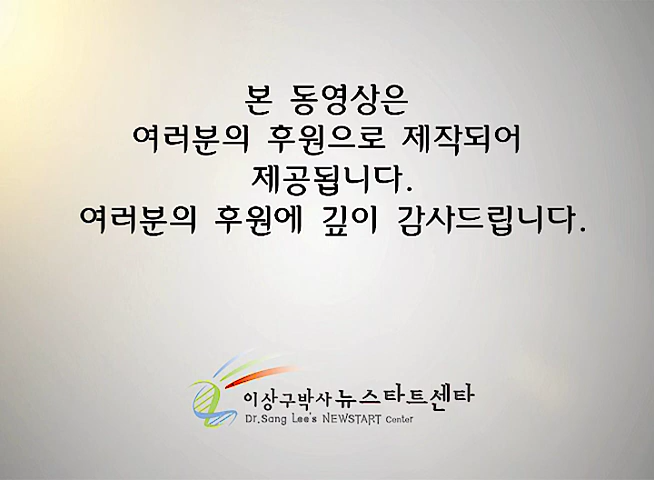 본 동영상은
여러분의 후원으로 제작되어
제공됩니다.
여러분의 후원에 깊이 감사드립니다.
이상구박사 뉴스타트센타
Dr.Sang Lee's NEWSTART Center